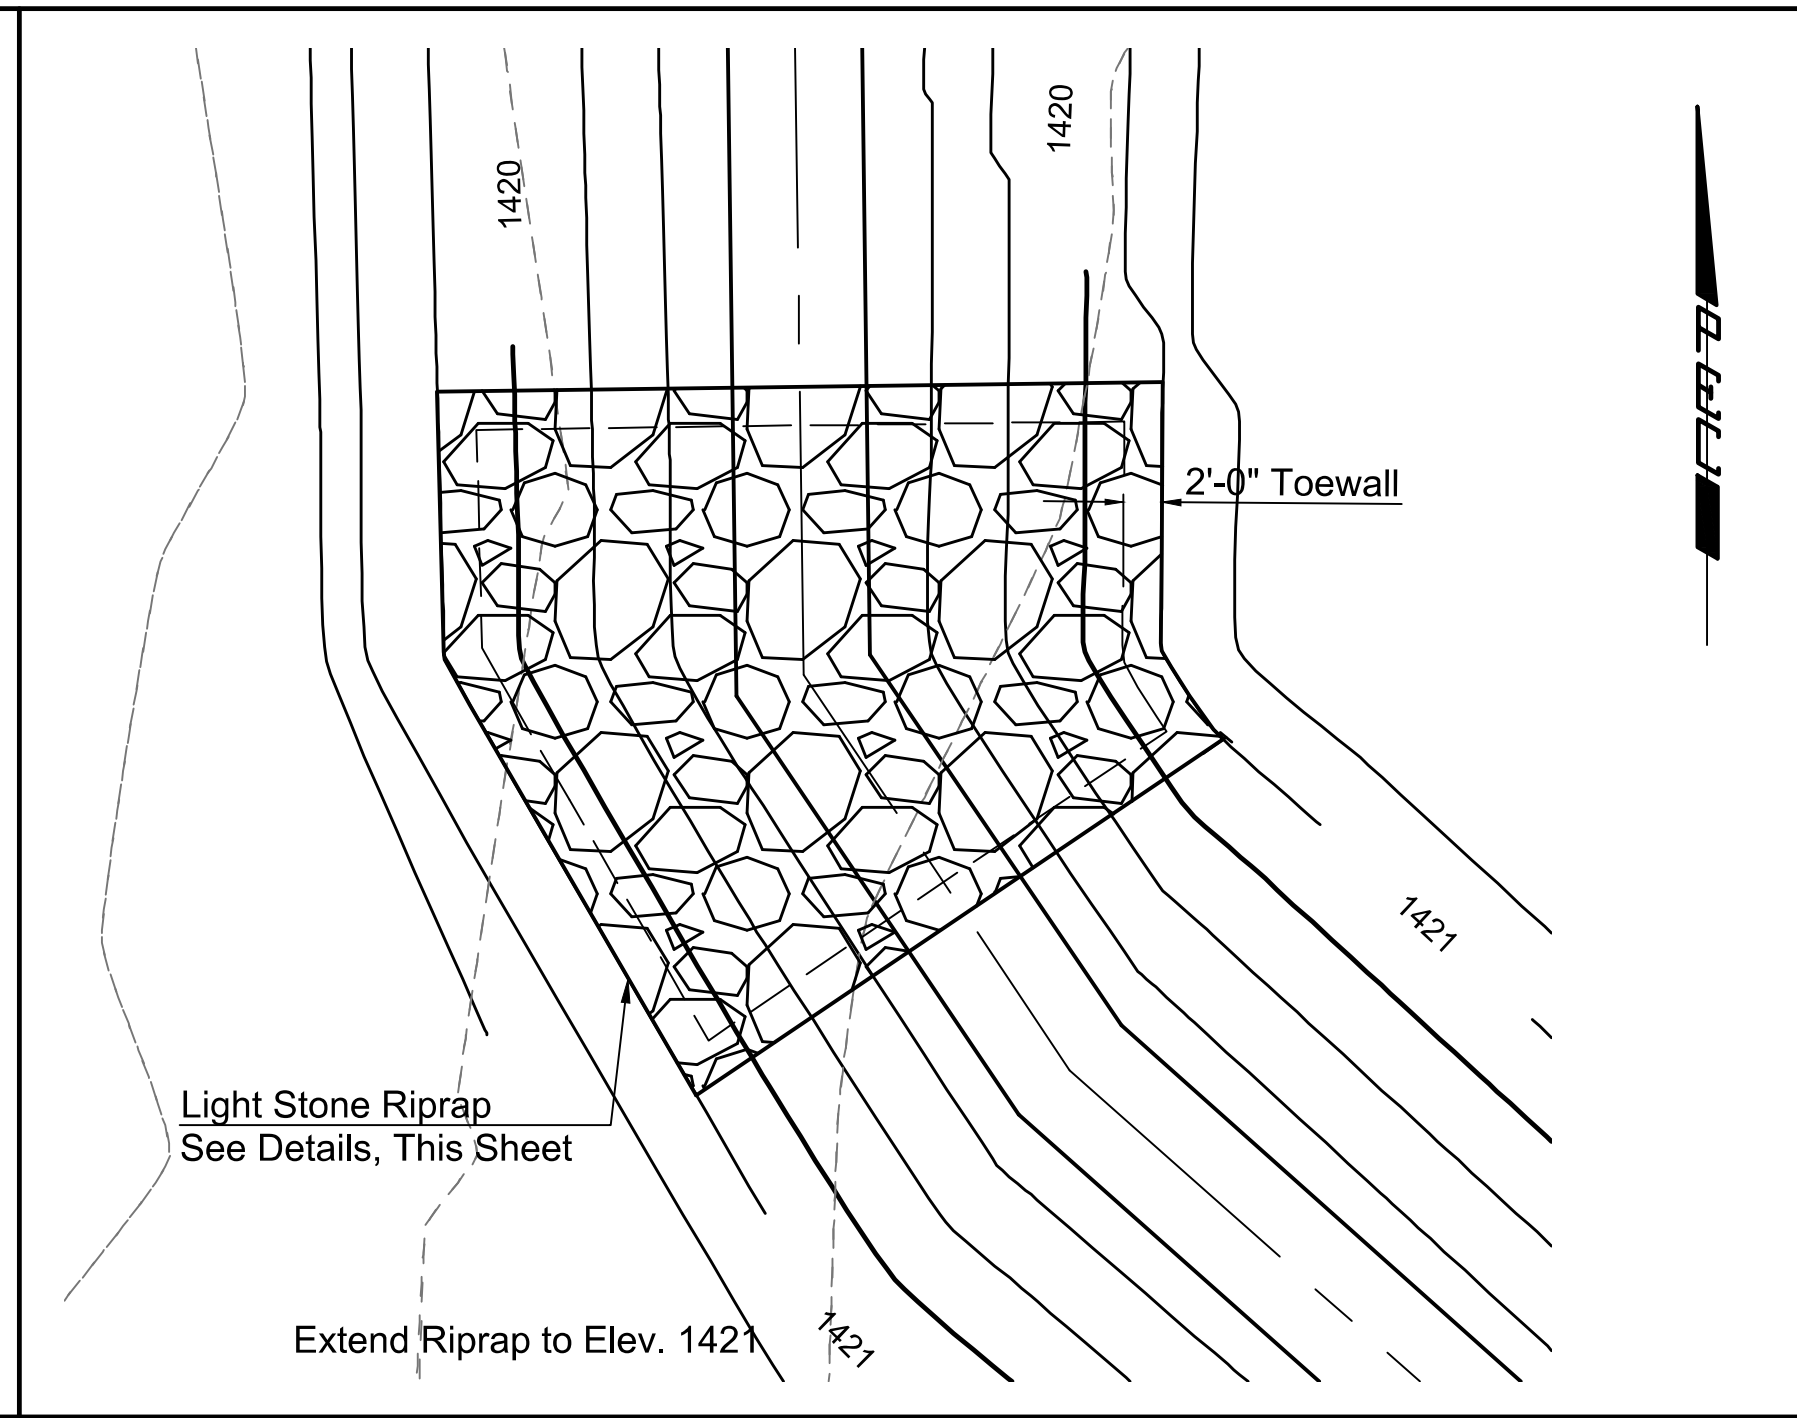 1420
1420
2'-0" Toewall
1421
Light Stone Riprap
See Details, This Sheet
Extend Riprap to Elev. 1421
1421